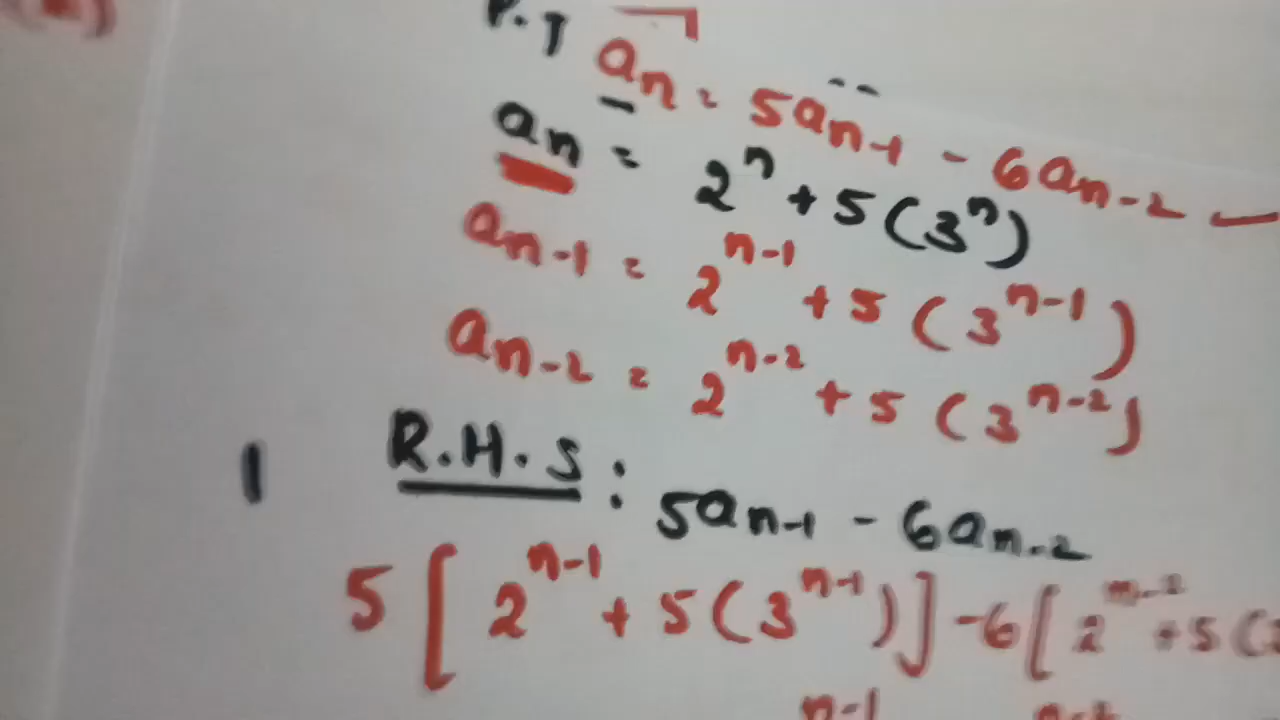 P.T aₙ = 5aₙ₋₁ - 6aₙ₋₂ —
aₙ = 2ⁿ + 5(3ⁿ)
aₙ₋₁ = 2ⁿ⁻¹ + 5(3ⁿ⁻¹)
aₙ₋₂ = 2ⁿ⁻² + 5(3ⁿ⁻²)
1 R.H.S : 5aₙ₋₁ - 6aₙ₋₂
5[2ⁿ⁻¹ + 5(3ⁿ⁻¹)] - 6[2ⁿ⁻² + 5(
n-1